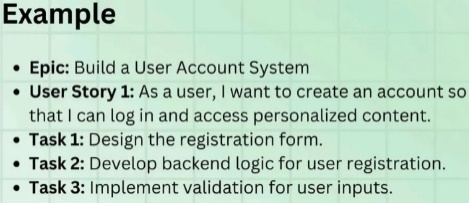 Example
• Epic: Build a User Account System
• User Story 1: As a user, I want to create an account so
that I can log in and access personalized content.
• Task 1: Design the registration form.
• Task 2: Develop backend logic for user registration.
• Task 3: Implement validation for user inputs.